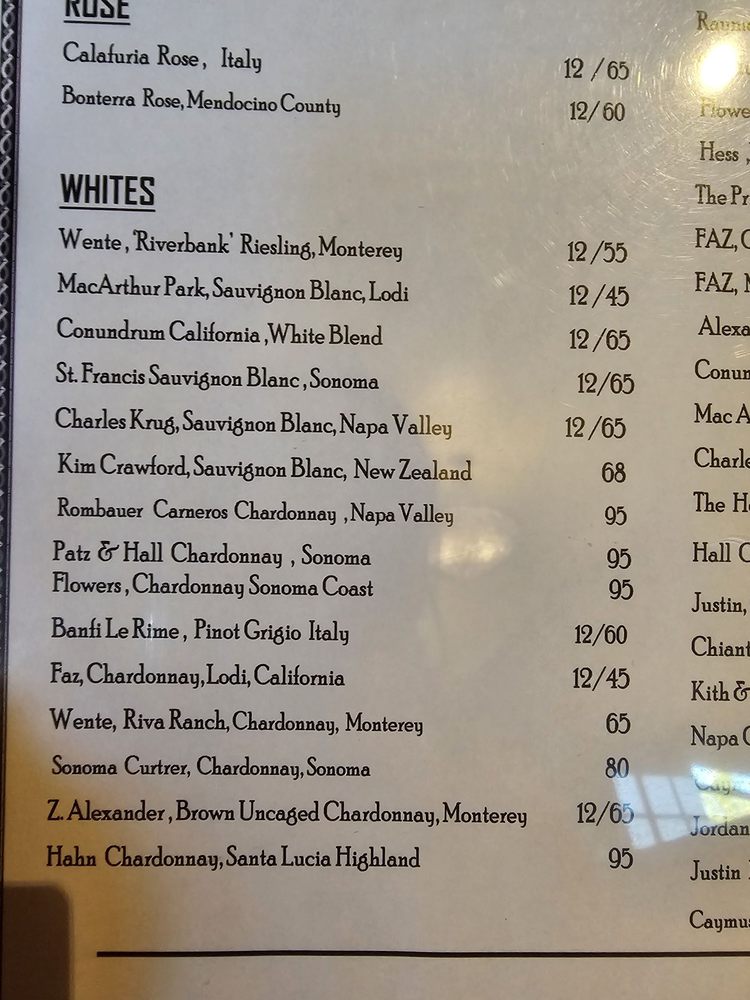 ROSE
Calafuria Rose, Italy 12/65
Bonterra Rose, Mendocino County 12/60
WHITES
Wente, 'Riverbank' Riesling, Monterey 12/55
MacArthur Park, Sauvignon Blanc, Lodi 12/45
Conundrum California, White Blend 12/65
St. Francis Sauvignon Blanc, Sonoma 12/65
Charles Krug, Sauvignon Blanc, Napa Valley 12/65
Kim Crawford, Sauvignon Blanc, New Zealand 68
Rombauer Carneros Chardonnay, Napa Valley 95
Patz & Hall Chardonnay, Sonoma 95
Flowers, Chardonnay Sonoma Coast 95
Banfi Le Rime, Pinot Grigio Italy 12/60
Faz, Chardonnay, Lodi, California 12/45
Wente, Riva Ranch, Chardonnay, Monterey 65
Sonoma Curtrer, Chardonnay, Sonoma 80
Z. Alexander, Brown Uncaged Chardonnay, Monterey 12/65
Hahn Chardonnay, Santa Lucia Highland 95
Hess,
The
FAZ,
FAZ,
Mac
The
Hall
Justin,
Kith &
Napa
Jordan
Justin